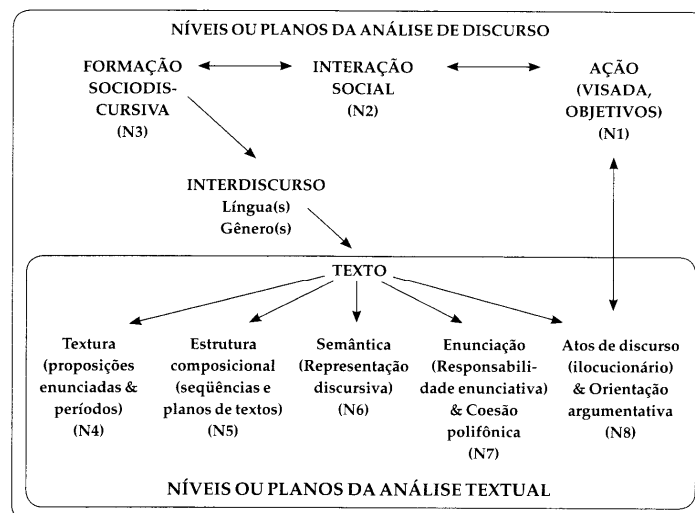 NÍVEIS OU PLANOS DA ANÁLISE DE DISCURSO
FORMAÇÃO
SOCIODIS-
CURSIVA
(N3)
INTERAÇÃO
SOCIAL
(N2)
AÇÃO
(VISADA,
OBJETIVOS)
(N1)
INTERDISCURSO
Língua(s)
Gênero(s)
TEXTO
Textura
(proposições
enunciadas &
períodos)
(N4)
Estrutura
composicional
(seqüências e
planos de textos)
(N5)
Semântica
(Representação
discursiva)
(N6)
Enunciação
(Responsabili-
dade enunciativa)
& Coesão
polifônica
(N7)
Atos de discurso
(ilocucionário)
& Orientação
argumentativa
(N8)
NÍVEIS OU PLANOS DA ANÁLISE TEXTUAL